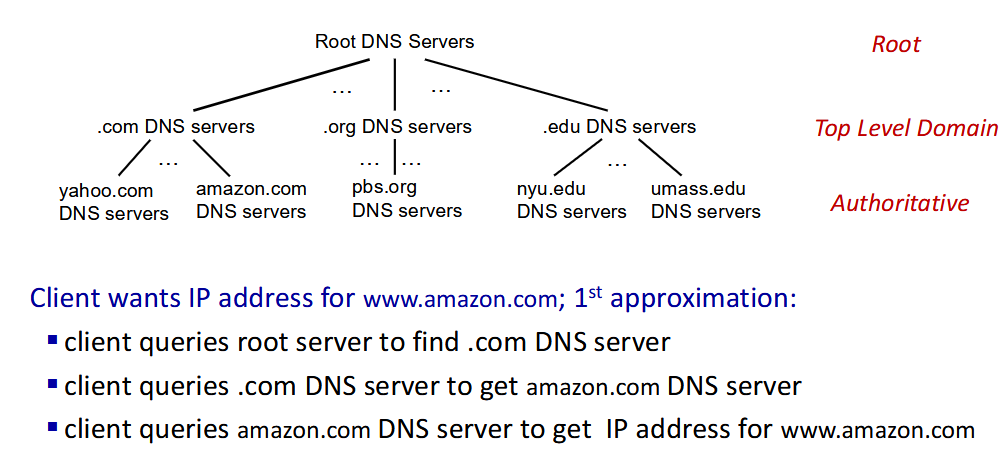 Root DNS Servers
Root
… …
.com DNS servers
.org DNS servers
.edu DNS servers
Top Level Domain
… … … …
yahoo.com
DNS servers
amazon.com
DNS servers
pbs.org
DNS servers
nyu.edu
DNS servers
umass.edu
DNS servers
Authoritative
Client wants IP address for www.amazon.com; 1st approximation:
▪ client queries root server to find .com DNS server
▪ client queries .com DNS server to get amazon.com DNS server
▪ client queries amazon.com DNS server to get IP address for www.amazon.com